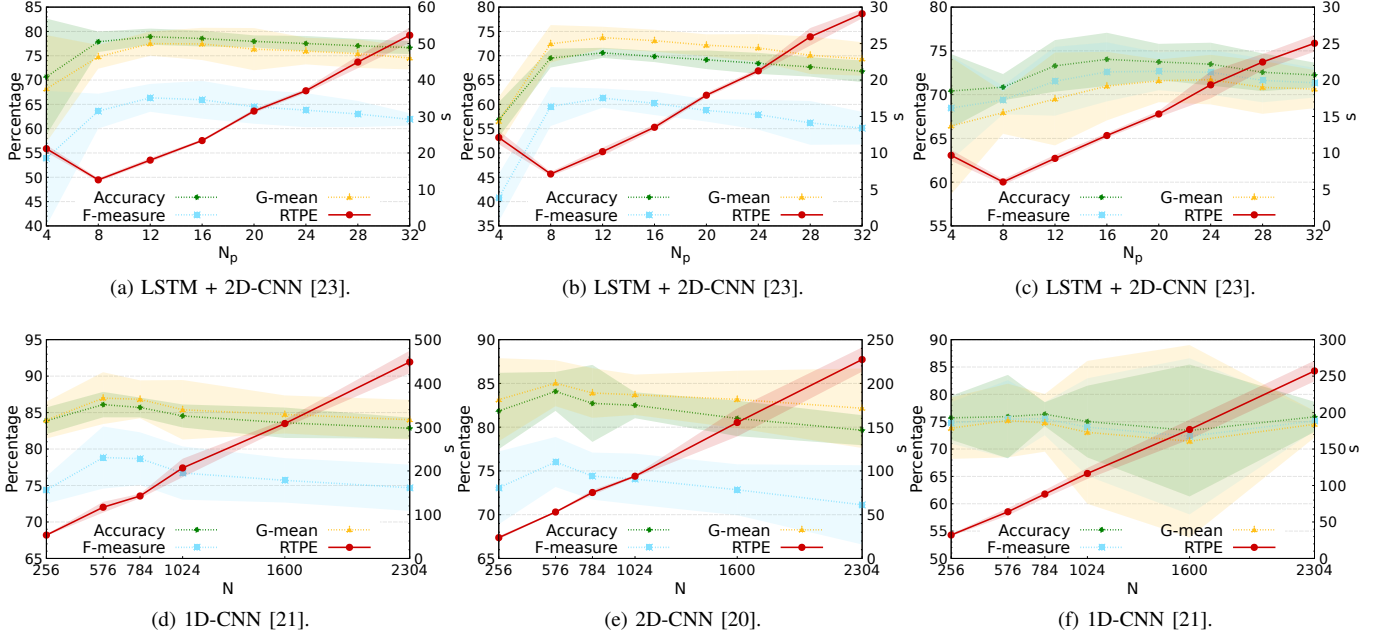 85
80
75
70
65
60
55
50
45
40
Percentage
60
50
40
30
20
10
0
s
Accuracy
F-measure
G-mean
RTPE
4 8 12 16 20 24 28 32
N_p
(a) LSTM + 2D-CNN [23].
80
75
70
65
60
55
50
45
40
35
Percentage
30
25
20
15
10
5
0
s
Accuracy
F-measure
G-mean
RTPE
4 8 12 16 20 24 28 32
N_p
(b) LSTM + 2D-CNN [23].
80
75
70
65
60
55
Percentage
30
25
20
15
10
5
0
s
Accuracy
F-measure
G-mean
RTPE
4 8 12 16 20 24 28 32
N_p
(c) LSTM + 2D-CNN [23].
95
90
85
80
75
70
65
Percentage
500
400
300
200
100
0
s
Accuracy
F-measure
G-mean
RTPE
256 576 784 1024 1600 2304
N
(d) 1D-CNN [21].
90
85
80
75
70
65
Percentage
250
200
150
100
50
0
s
Accuracy
F-measure
G-mean
RTPE
256 576 784 1024 1600 2304
N
(e) 2D-CNN [20].
90
85
80
75
70
65
60
55
50
Percentage
300
250
200
150
100
50
0
s
Accuracy
F-measure
G-mean
RTPE
256 576 784 1024 1600 2304
N
(f) 1D-CNN [21].